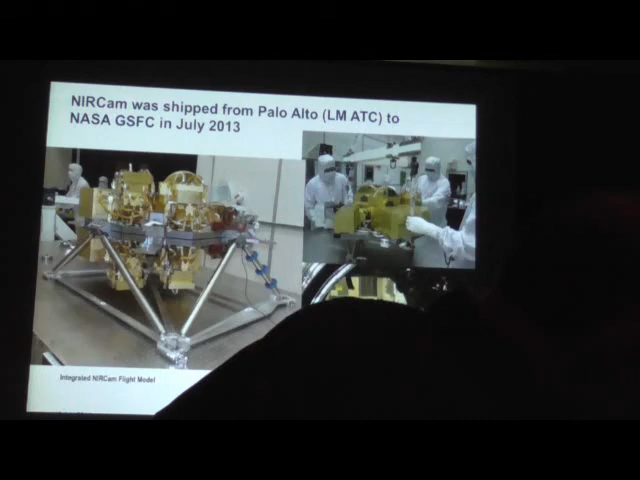 NIRCam was shipped from Palo Alto (LM ATC) to
NASA GSFC in July 2013
Integrated NIRCam Flight Model